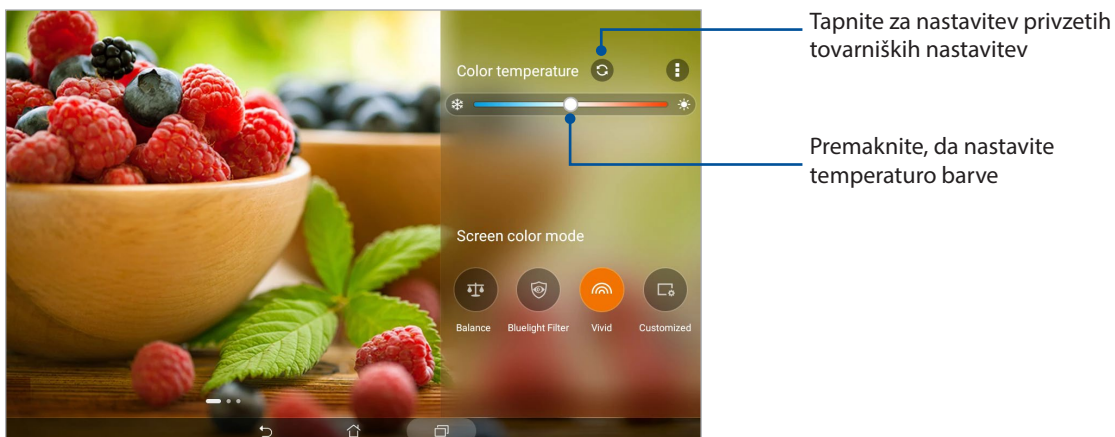 Tapnite za nastavitev privzetih
tovarniških nastavitev
Color temperature
Premaknite, da nastavite
temperaturo barve
Screen color mode
Balance
Bluelight Filter
Vivid
Customized